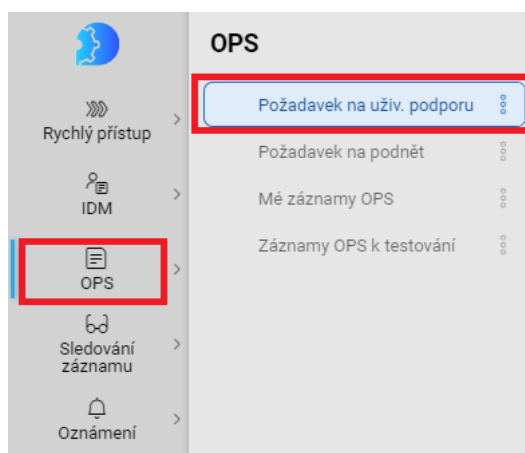 OPS
Rychlý přístup
IDM
OPS
Sledování
záznamu
Oznámení
Požadavek na uživ. podporu
Požadavek na podnět
Mé záznamy OPS
Záznamy OPS k testování